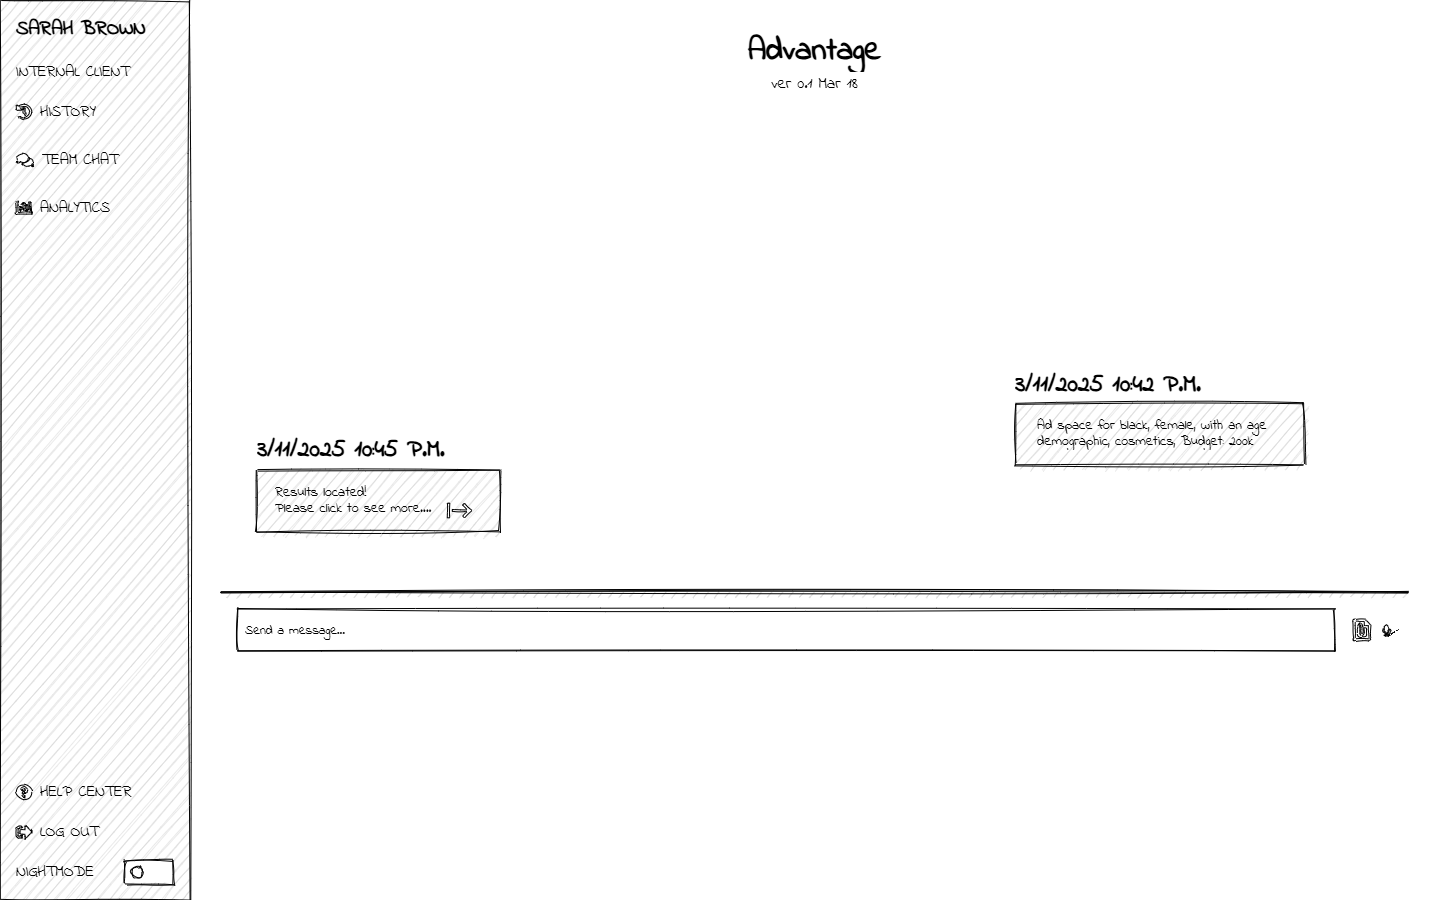 SARAH BROWN
INTERNAL CLIENT
HISTORY
TEAM CHAT
ANALYTICS
HELP CENTER
LOG OUT
NIGHTMODE
Advantage
ver 0.1 Mar 18
3/11/2025 10:42 P.M.
Ad space for black, female, with an age
demographic, cosmetics, Budget: 200k
3/11/2025 10:45 P.M.
Results located!
Please click to see more....
Send a message...